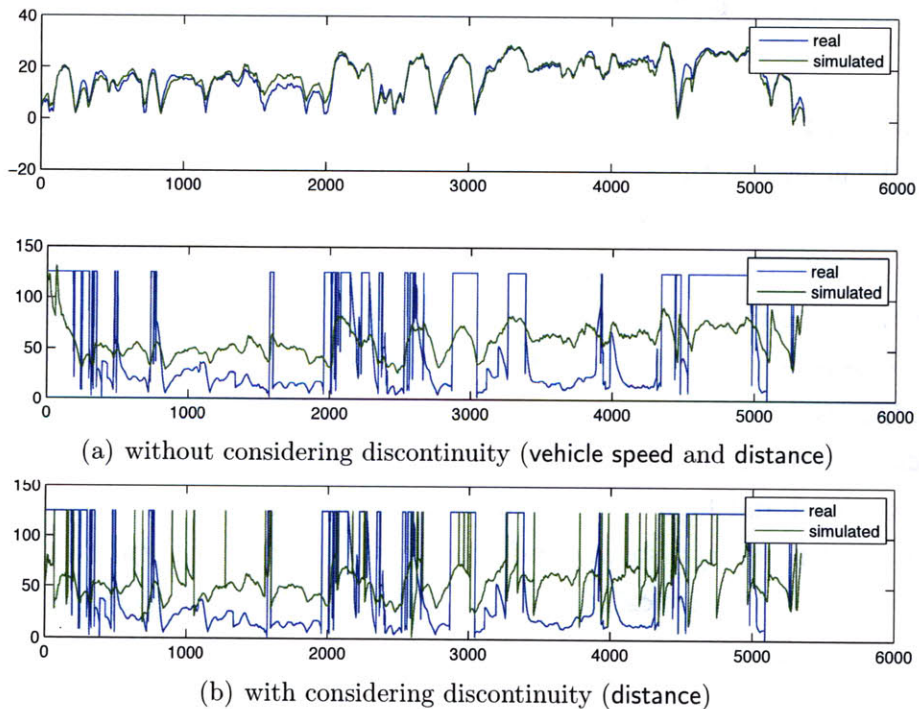 40
20
0
−20
real
simulated
0 1000 2000 3000 4000 5000 6000
150
100
50
0
real
simulated
0 1000 2000 3000 4000 5000 6000
(a) without considering discontinuity (vehicle speed and distance)
150
100
50
0
real
simulated
0 1000 2000 3000 4000 5000 6000
(b) with considering discontinuity (distance)